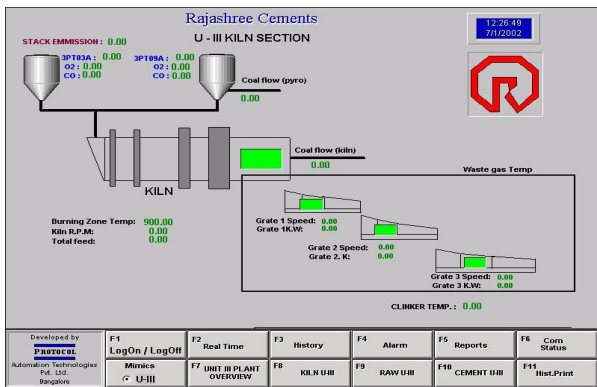 Rajashree Cements
12:26:49
7/1/2002
U - III KILN SECTION
STACK EMMISSION : 0.00
3PT03A : 0.00
O2 : 0.00
CO : 0.00
3PT09A : 0.00
O2 : 0.00
CO : 0.00
Coal flow (pyro)
0.00
R
Coal flow (kiln)
0.00
Waste gas Temp
KILN
Burning Zone Temp: 900.00
Kiln R.P.M: 0.00
Total feed: 0.00
Grate 1 Speed: 0.00
Grate 1K.W: 0.00
Grate 2 Speed: 0.00
Grate 2. K: 0.00
Grate 3 Speed: 0.00
Grate 3 K.W: 0.00
CLINKER TEMP. : 0.00
Developed by
PROTOCOL
Automation Technologies
Pvt. Ltd.
Bangalore
F1 LogOn / LogOff
F2 Real Time
F3 History
F4 Alarm
F5 Reports
F6 Com Status
Mimics
U-III
F7 UNIT III PLANT OVERVIEW
F8 KILN U-III
F9 RAW U-III
F10 CEMENT U-III
F11 Hist.Print